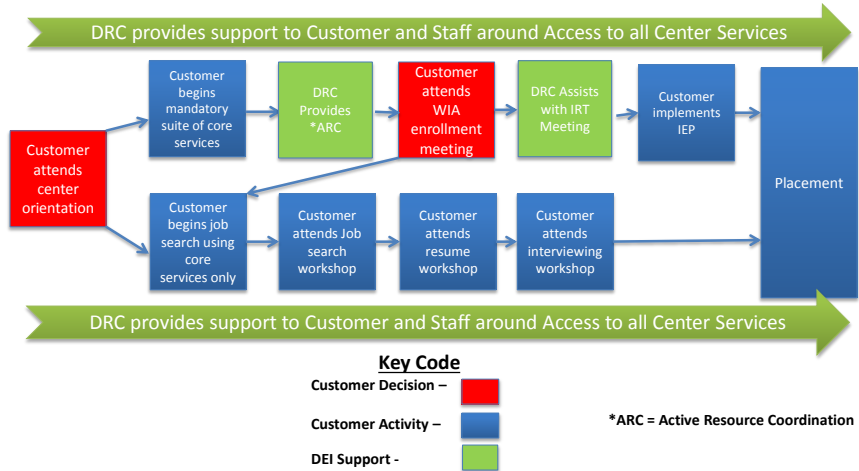 DRC provides support to Customer and Staff around Access to all Center Services
Customer
attends
center
orientation
Customer
begins
mandatory
suite of core
services
DRC
Provides
*ARC
Customer
attends
WIA
enrollment
meeting
DRC Assists
with IRT
Meeting
Customer
implements
IEP
Placement
Customer
begins job
search using
core
services only
Customer
attends Job
search
workshop
Customer
attends
resume
workshop
Customer
attends
interviewing
workshop
DRC provides support to Customer and Staff around Access to all Center Services
Key Code
Customer Decision –
Customer Activity –
DEI Support -
*ARC = Active Resource Coordination